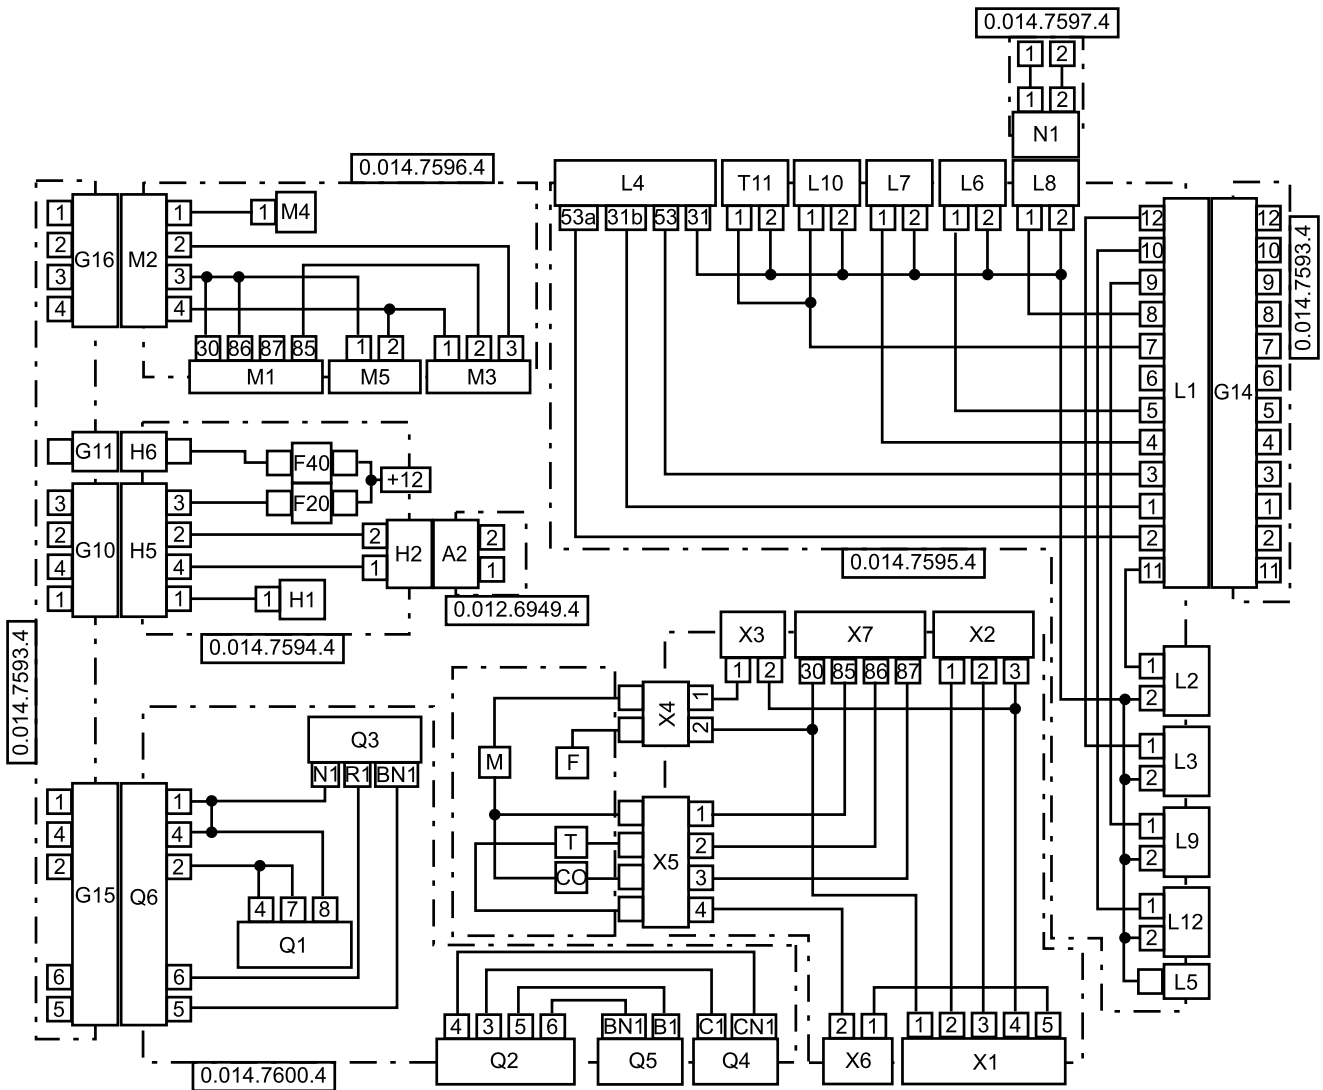 0.014.7597.4
1 2
1 2
N1
0.014.7596.4
L4 T11 L10 L7 L6 L8
53a 31b 53 31 1 2 1 2 1 2 1 2 1 2
G16 M2
1 1 1 M4
2 2
3 3
4 4
30 86 87 85 1 2 1 2 3
M1 M5 M3
L1 G14
12 12
10 10
9 9
8 8
7 7
6 6
5 5
4 4
3 3
1 1
2 2
11 11
0.014.7593.4
G11 H6 F40
+12
F20
G10 H5
3 3
2 2 2
4 4 1
1 1 1 H1
H2 A2
2
1
0.014.7595.4
0.012.6949.4
0.014.7594.4
0.014.7593.4
X3 X7 X2
1 2 30 85 86 87 1 2 3
X4
1
2
M F
T
CO
X5
1
2
3
4
1 L2
2
1 L3
2
1 L9
2
1 L12
2
L5
Q3
N1 R1 BN1
G15 Q6
1 1
4 4
2 2
6 6
5 5
4 7 8
Q1
4 3 5 6 BN1 B1 C1 CN1 2 1 1 2 3 4 5
Q2 Q5 Q4 X6 X1
0.014.7600.4